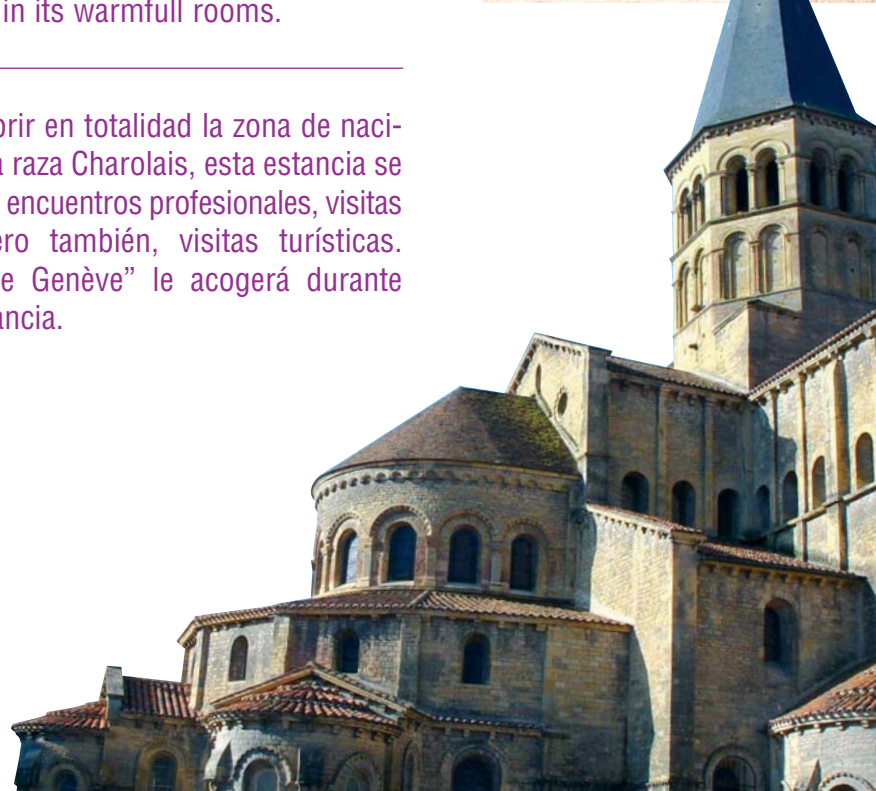 in its warmfull rooms.
brir en totalidad la zona de naci-
a raza Charolais, esta estancia se
encuentros profesionales, visitas
ero también, visitas turísticas.
e Genève” le acogerá durante
ancia.